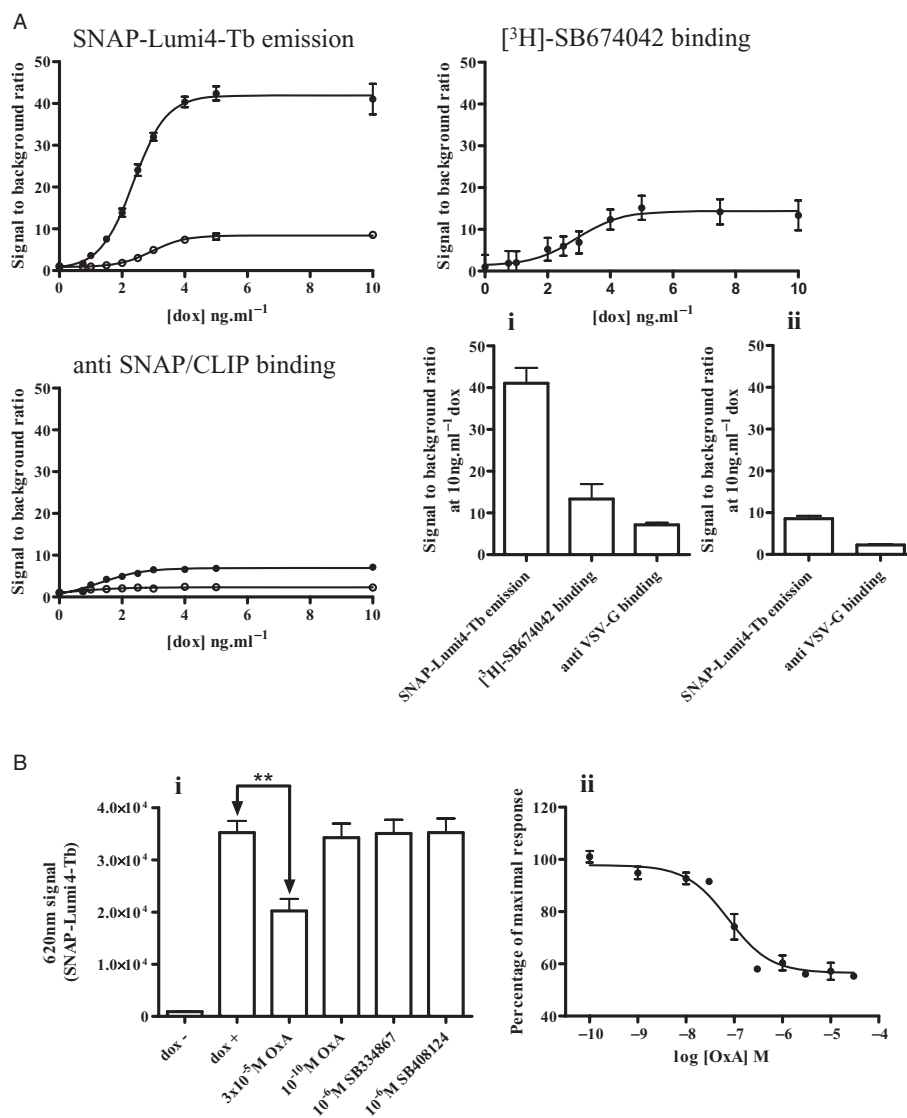 A
SNAP-Lumi4-Tb emission
Signal to background ratio
50
40
30
20
10
0
0 2 4 6 8 10
[dox] ng.ml⁻¹
[³H]-SB674042 binding
Signal to background ratio
50
40
30
20
10
0
0 2 4 6 8 10
[dox] ng.ml⁻¹
anti SNAP/CLIP binding
Signal to background ratio
50
40
30
20
10
0
0 2 4 6 8 10
[dox] ng.ml⁻¹
i
Signal to background ratio
at 10ng.ml⁻¹ dox
50
40
30
20
10
0
SNAP-Lumi4-Tb emission
[³H]-SB674042 binding
anti VSV-G binding
ii
Signal to background ratio
at 10ng.ml⁻¹dox
50
40
30
20
10
0
SNAP-Lumi4-Tb emission
anti VSV-G binding
B
i
**
620nm signal
(SNAP-Lumi4-Tb)
4.0×10⁴
3.0×10⁴
2.0×10⁴
1.0×10⁴
0
dox -
dox +
3x10⁻⁵M OxA
10⁻¹⁰M OxA
10⁻⁶M SB334867
10⁻⁶M SB408124
ii
Percentage of maximal response
120
100
80
60
40
−10 −9 −8 −7 −6 −5 −4
log [OxA] M